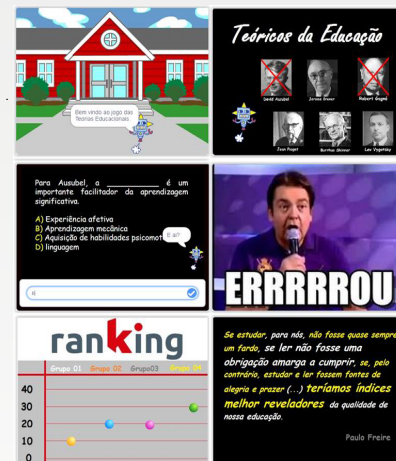 Bem vindo ao jogo das
Teorias Educacionais.
Teóricos da Educação
David Ausubel
Jerome Bruner
Robert Gagné
Jean Piaget
Burrhus Skinner
Lev Vygotsky
Para Ausubel, a __________ é um
importante facilitador da aprendizagem
significativa.
A) Experiência afetiva
B) Aprendizagem mecânica
C) Aquisição de habilidades psicomot
D) linguagem
E aí?
ERRRRROU
ranking
Grupo 01 Grupo 02 Grupo03 Grupo 04
40
30
20
10
0
Se estudar, para nós, não fosse quase sempre
um fardo, se ler não fosse uma
obrigação amarga a cumprir, se, pelo
contrário, estudar e ler fossem fontes de
alegria e prazer (...) teríamos índices
melhor reveladores da qualidade de
nossa educação.
Paulo Freire